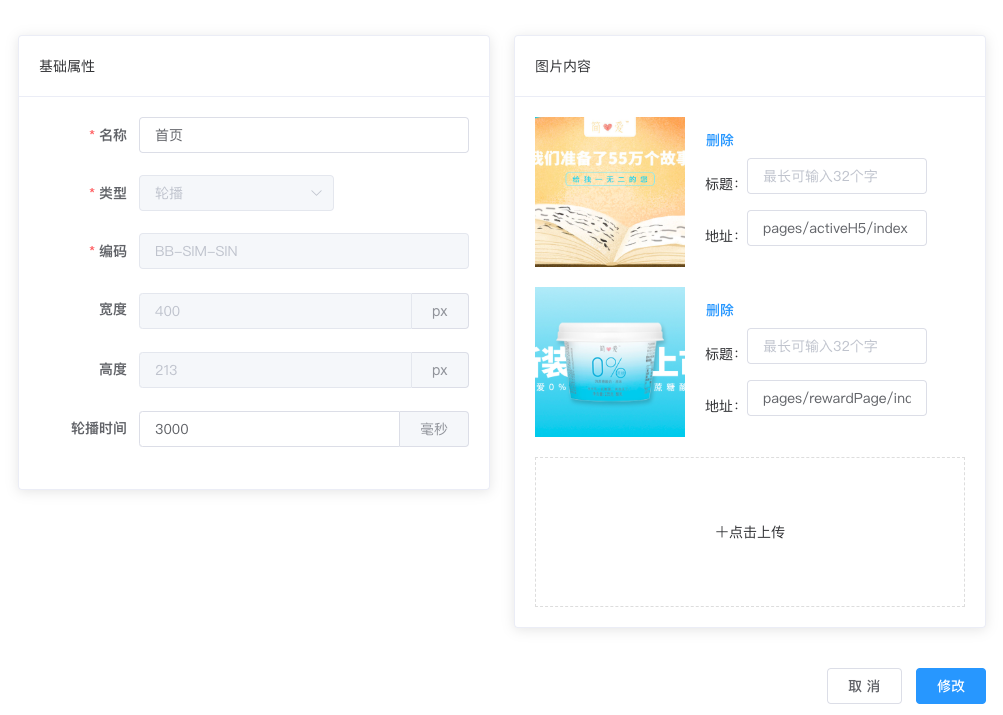 基础属性
* 名称 首页
* 类型 轮播
* 编码 BB-SIM-SIN
宽度 400 px
高度 213 px
轮播时间 3000 毫秒
图片内容
我们准备了55万个故事
给独一无二的您
删除
标题： 最长可输入32个字
地址： pages/activeH5/index
新装 上市
0%
爱0% 原糖
删除
标题： 最长可输入32个字
地址： pages/rewardPage/inc
+点击上传
取 消
修改